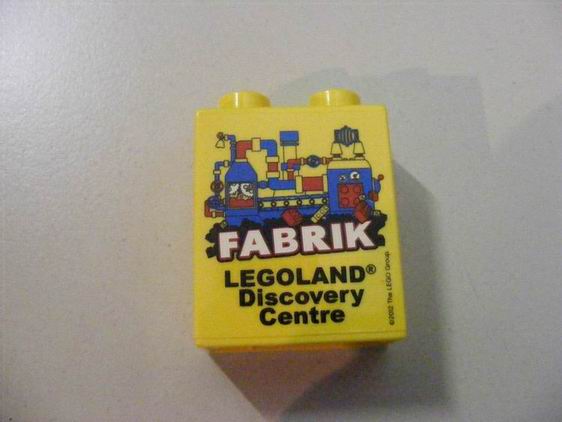 FABRIK
LEGOLAND®
Discovery
Centre
©2002 The LEGO Group